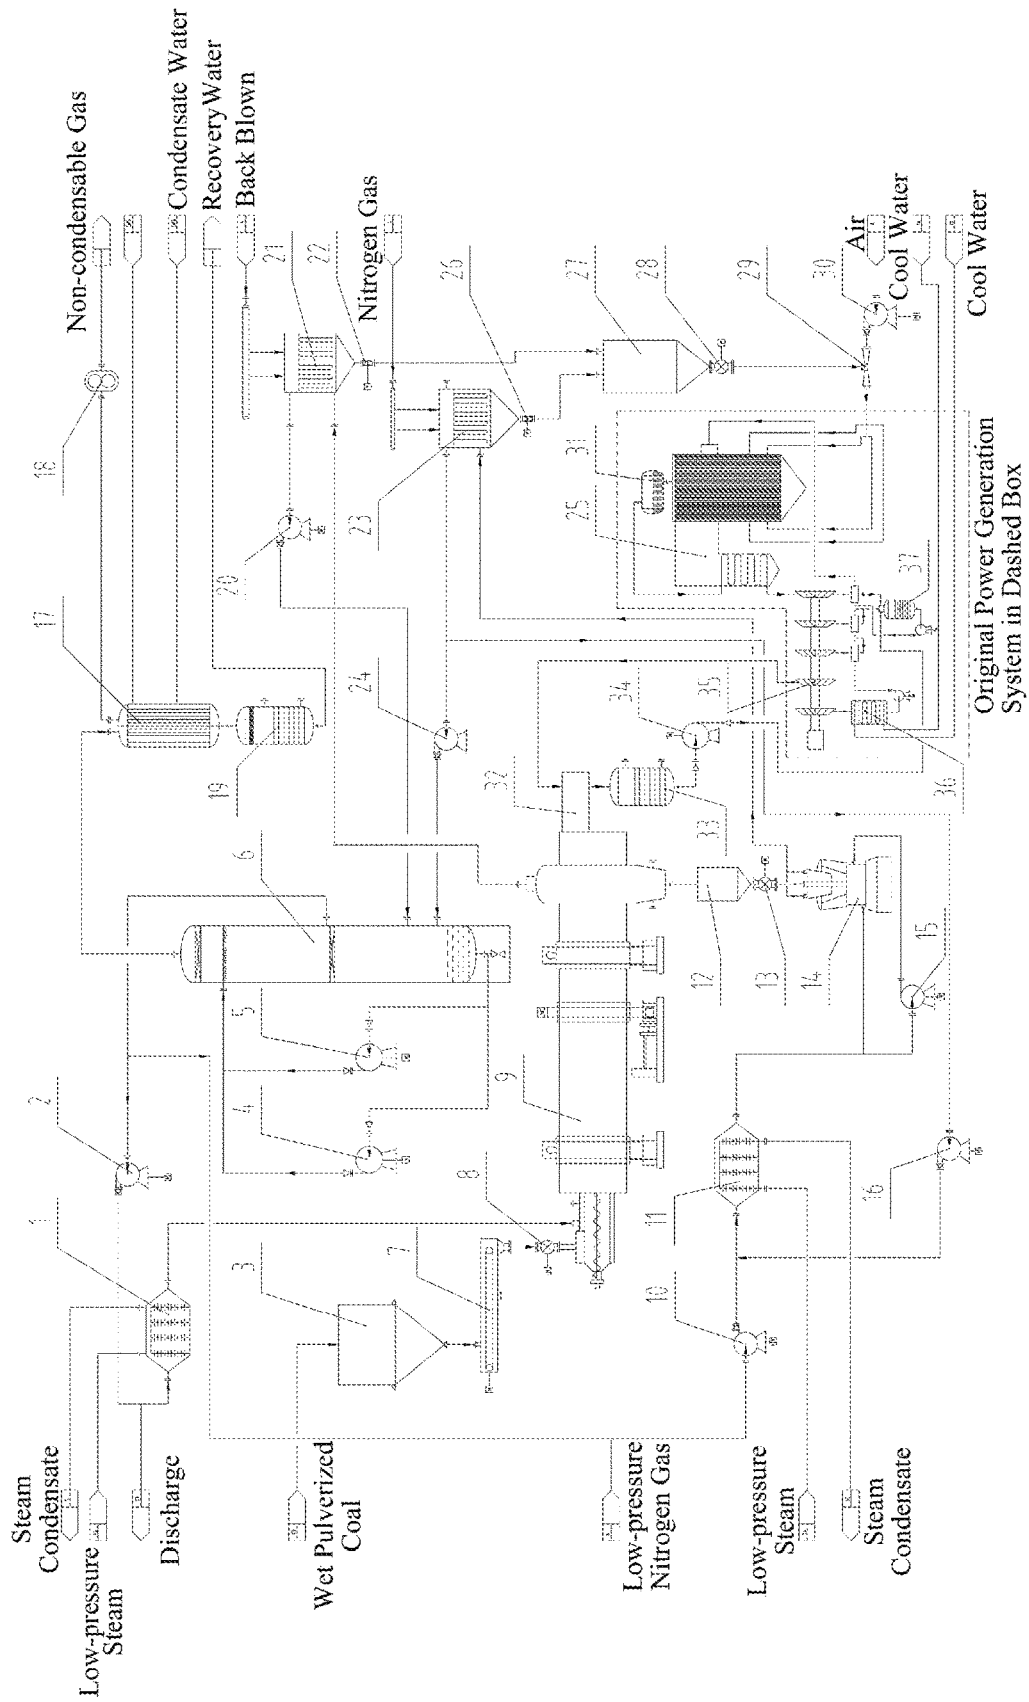 Steam
Condensate
Low-pressure
Steam
Discharge
Wet Pulverized
Coal
Low-pressure
Nitrogen Gas
Low-pressure
Steam
Steam
Condensate
Non-condensable Gas
Condensate Water
RecoveryWater
Back Blown
Nitrogen Gas
Air
Cool Water
Cool Water
Original Power Generation
System in Dashed Box
1
2
3
4
5
6
7
8
9
10
11
12
13
14
15
16
17
18
19
20
21
22
23
24
25
26
27
28
29
30
31
32
33
34
35
36
37